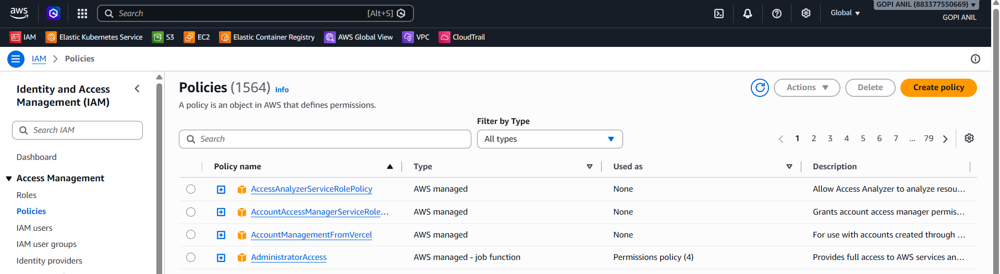 aws
Search [Alt+S]
Global
GOPI ANIL (883377550669)
GOPI ANIL
IAM Elastic Kubernetes Service S3 EC2 Elastic Container Registry AWS Global View VPC CloudTrail
IAM > Policies
Identity and Access
Management (IAM)
Search IAM
Dashboard
Access Management
Roles
Policies
IAM users
IAM user groups
Identity providers
Policies (1564) Info
Actions Delete Create policy
A policy is an object in AWS that defines permissions.
Filter by Type
Search
All types
1 2 3 4 5 6 7 ... 79
Policy name Type Used as Description
AccessAnalyzerServiceRolePolicy AWS managed None Allow Access Analyzer to analyze resou...
AccountAccessManagerServiceRole... AWS managed None Grants account access manager permis...
AccountManagementFromVercel AWS managed None For use with accounts created through ...
AdministratorAccess AWS managed - job function Permissions policy (4) Provides full access to AWS services an...